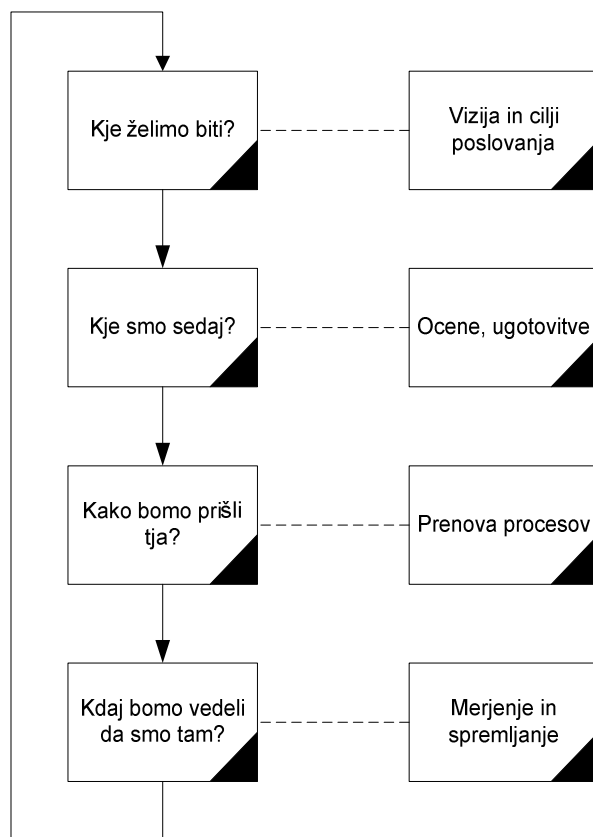 Kje želimo biti?
Vizija in cilji
poslovanja
Kje smo sedaj?
Ocene, ugotovitve
Kako bomo prišli
tja?
Prenova procesov
Kdaj bomo vedeli
da smo tam?
Merjenje in
spremljanje